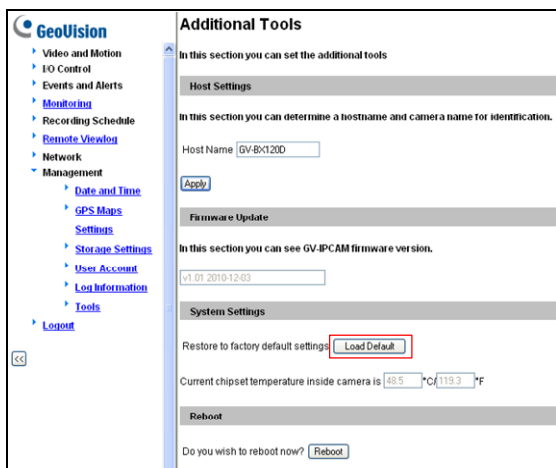 GeoVision
Video and Motion
I/O Control
Events and Alerts
Monitoring
Recording Schedule
Remote Viewlog
Network
Management
Date and Time
GPS Maps
Settings
Storage Settings
User Account
Log Information
Tools
Logout
<<
Additional Tools
In this section you can set the additional tools
Host Settings
In this section you can determine a hostname and camera name for identification.
Host Name GV-BX120D
Apply
Firmware Update
In this section you can see GV-IPCAM firmware version.
v1.01 2010-12-03
System Settings
Restore to factory default settings Load Default
Current chipset temperature inside camera is 48.5 °C/ 119.3 °F
Reboot
Do you wish to reboot now? Reboot